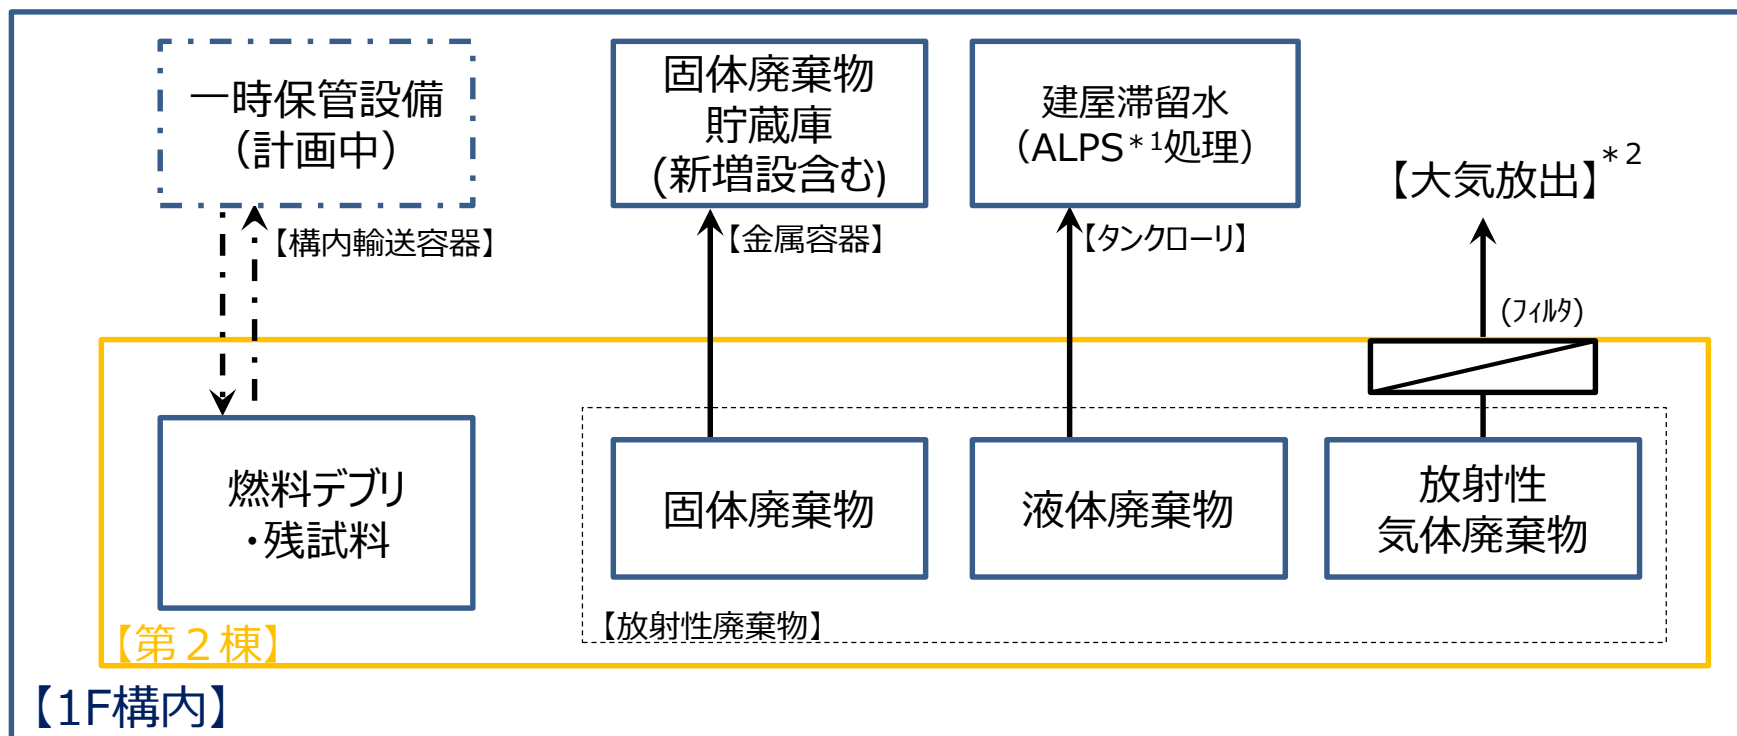 一時保管設備
（計画中）
固体廃棄物
貯蔵庫
(新増設含む)
建屋滞留水
（ALPS＊1処理）
【大気放出】＊2
【構内輸送容器】
【金属容器】
【タンクローリ】
(フィルタ)
燃料デブリ
・残試料
固体廃棄物
液体廃棄物
放射性
気体廃棄物
【放射性廃棄物】
【第２棟】
【1F構内】